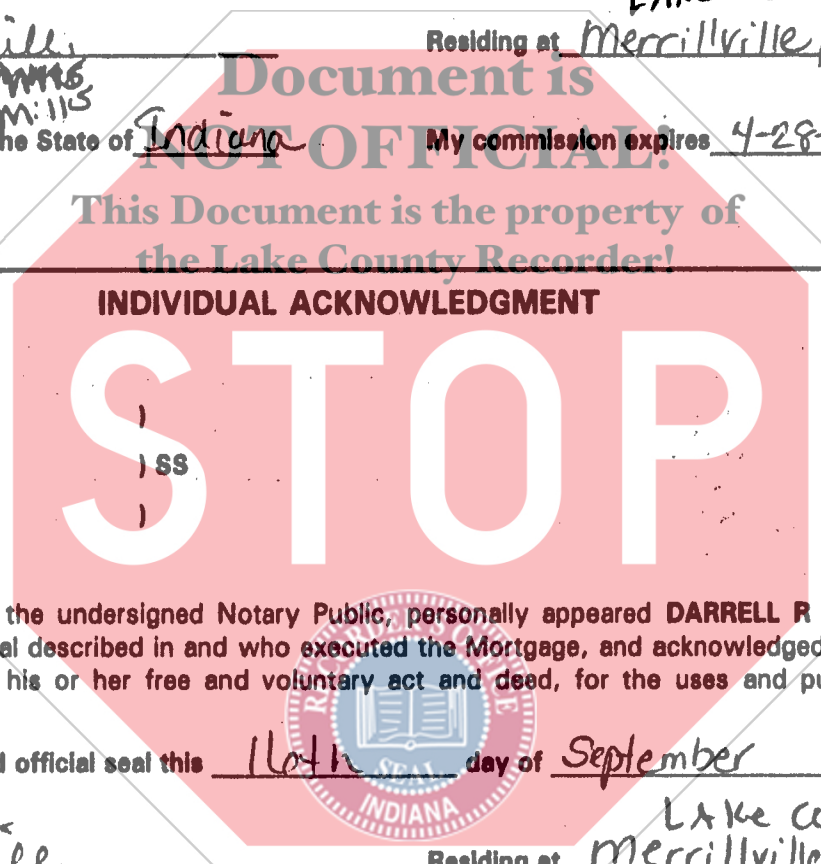 Residing at Merrillville
Mills
the State of Indiana My commission expires 4-28-
Document is
NOT OFFICIAL!
This Document is the property of
the Lake County Recorder!
INDIVIDUAL ACKNOWLEDGMENT
)
) SS
)
STOP
the undersigned Notary Public, personally appeared DARRELL R
al described in and who executed the Mortgage, and acknowledged
his or her free and voluntary act and deed, for the uses and pu
RECORDER'S OFFICE
SEAL
INDIANA
official seal this 16th day of September
LAke Co
Residing at Merrillville